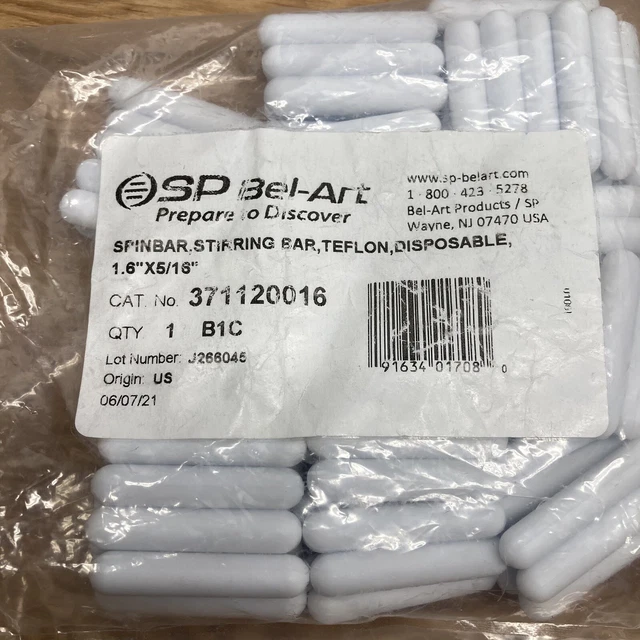 SP Bel-Art
Prepare to Discover
www.sp-belart.com
1-800-423-5278
Bel-Art Products / SP
Wayne, NJ 07470 USA
SPINBAR,STIRRING BAR,TEFLON,DISPOSABLE,
1.6"X5/16"
CAT. No. 371120016
QTY 1 B1C
Lot Number: J266045
Origin: US
06/07/21
91634 01708 0